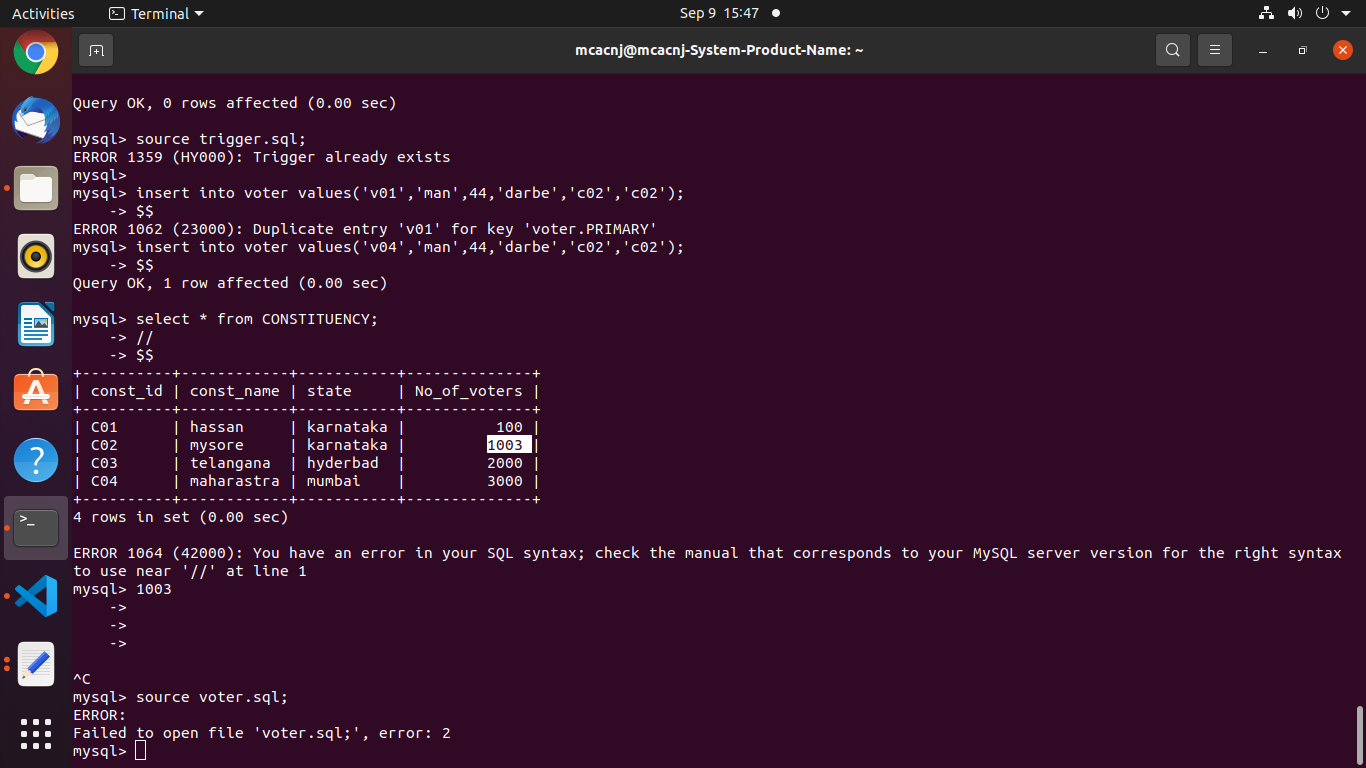 Activities
Terminal
Sep 9 15:47
mcacnj@mcacnj-System-Product-Name: ~
Query OK, 0 rows affected (0.00 sec)
mysql> source trigger.sql;
ERROR 1359 (HY000): Trigger already exists
mysql>
mysql> insert into voter values('v01','man',44,'darbe','c02','c02');
    -> $$
ERROR 1062 (23000): Duplicate entry 'v01' for key 'voter.PRIMARY'
mysql> insert into voter values('v04','man',44,'darbe','c02','c02');
    -> $$
Query OK, 1 row affected (0.00 sec)
mysql> select * from CONSTITUENCY;
    -> //
    -> $$
+----------+------------+-----------+--------------+
| const_id | const_name | state     | No_of_voters |
+----------+------------+-----------+--------------+
| C01      | hassan     | karnataka |          100 |
| C02      | mysore     | karnataka |         1003 |
| C03      | telangana  | hyderbad  |         2000 |
| C04      | maharastra | mumbai    |         3000 |
+----------+------------+-----------+--------------+
4 rows in set (0.00 sec)
ERROR 1064 (42000): You have an error in your SQL syntax; check the manual that corresponds to your MySQL server version for the right syntax
to use near '//' at line 1
mysql> 1003
    ->
    ->
    ->
^C
mysql> source voter.sql;
ERROR:
Failed to open file 'voter.sql;', error: 2
mysql>